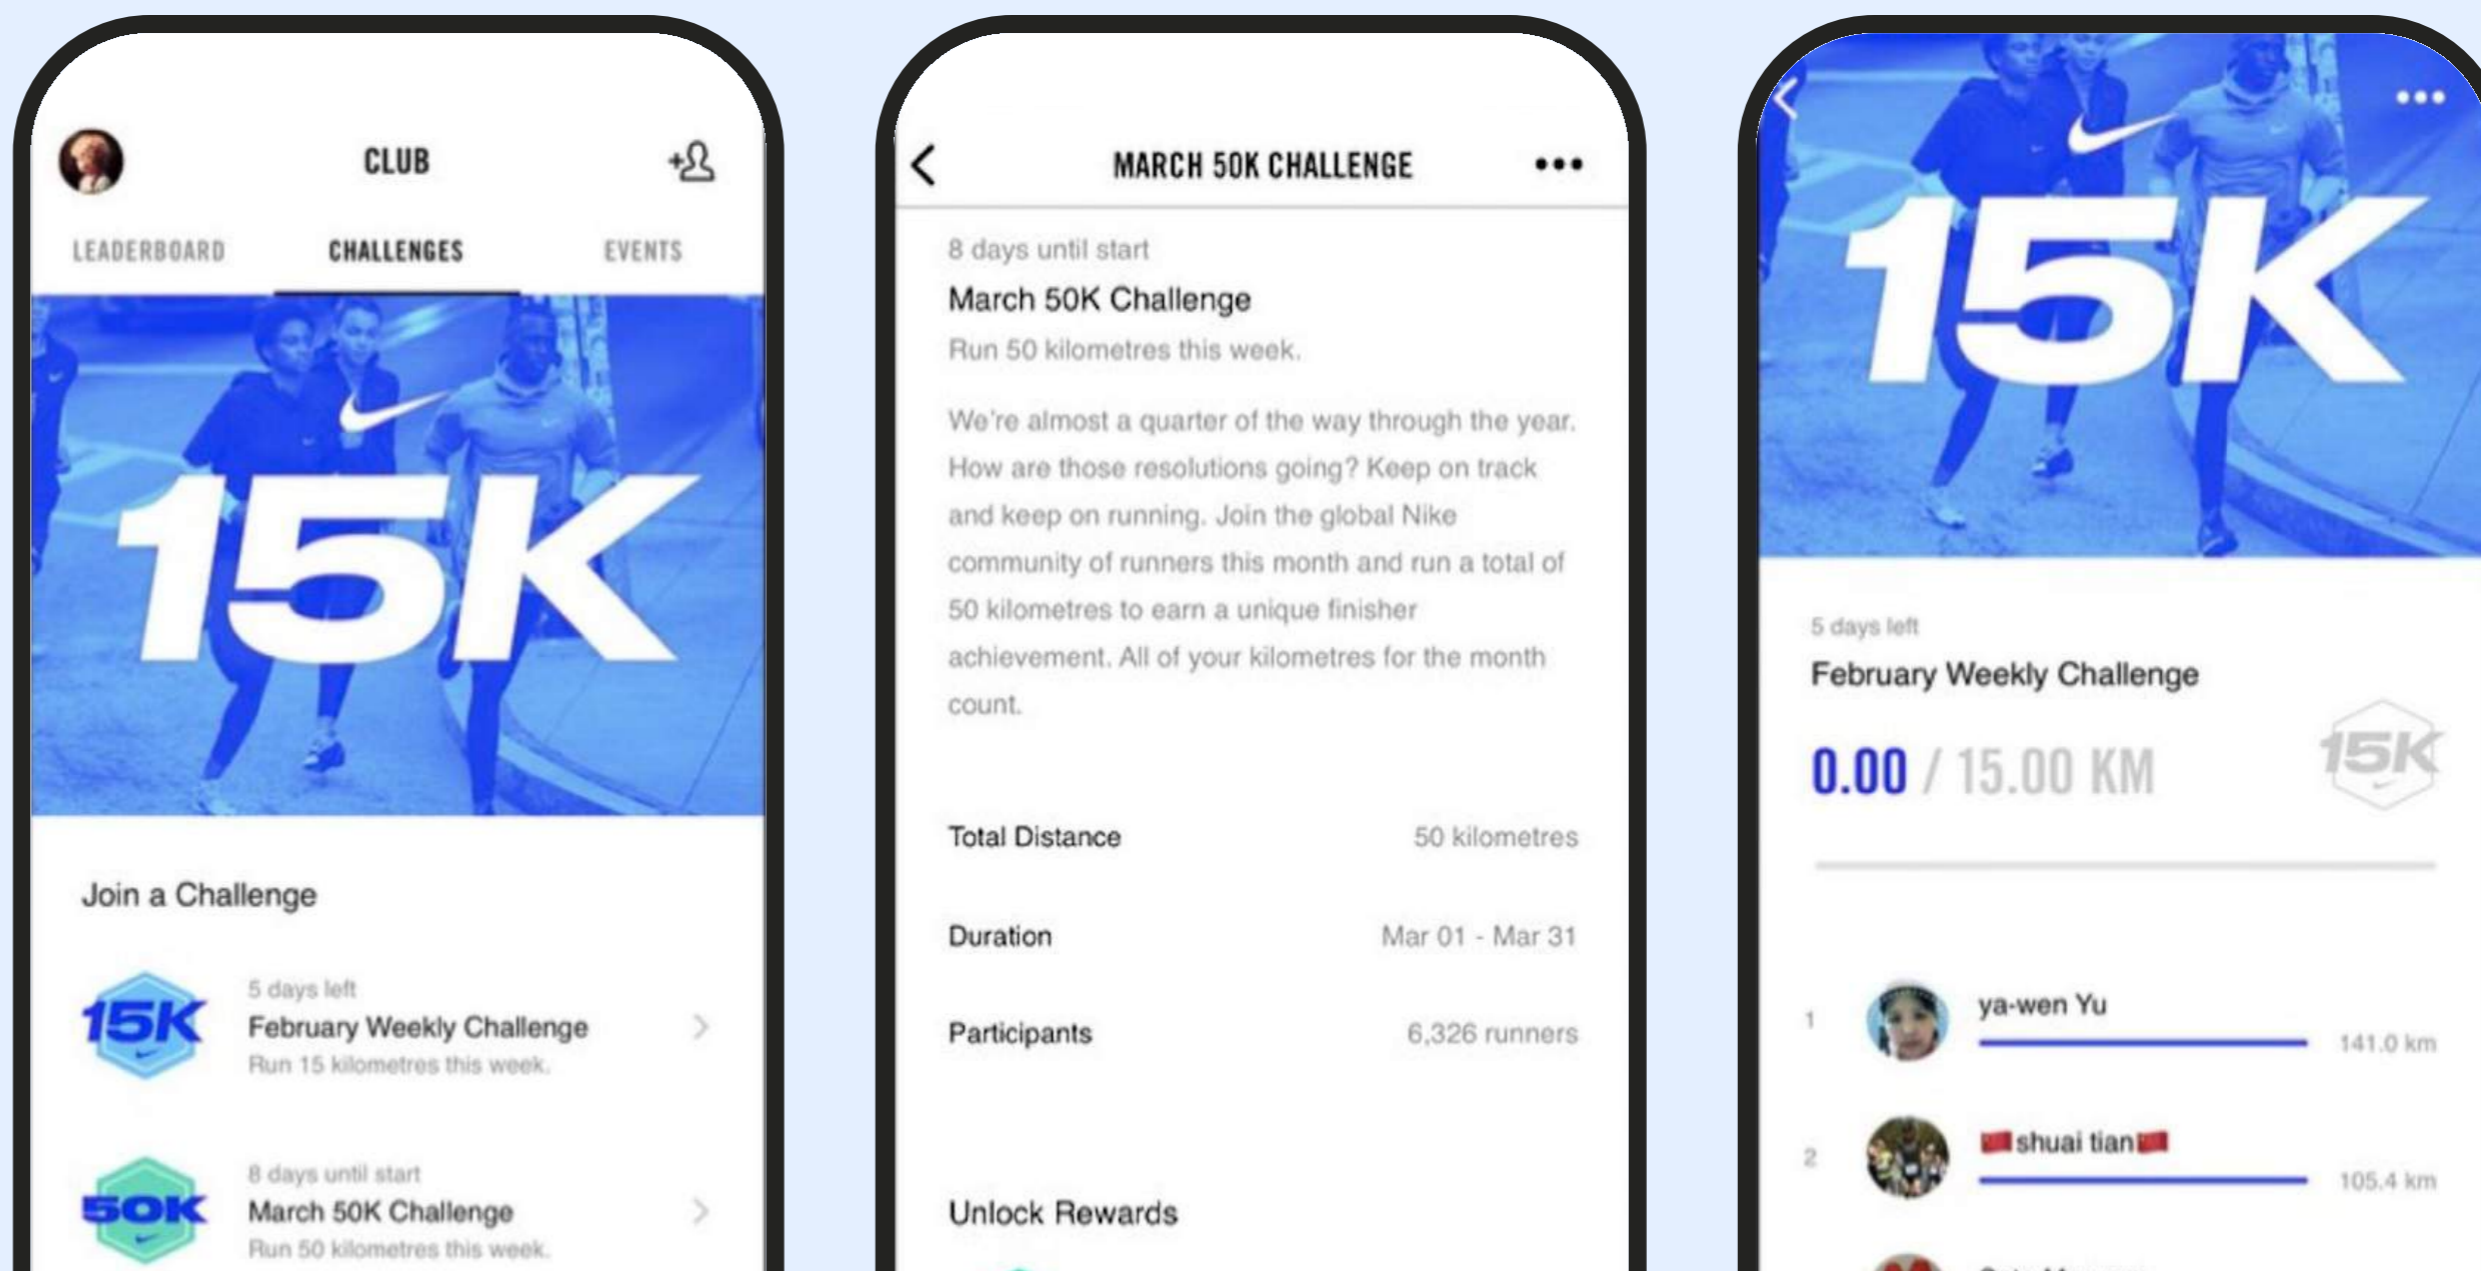 CLUB
LEADERBOARD
CHALLENGES
EVENTS
15K
Join a Challenge
15K
5 days left
February Weekly Challenge
Run 15 kilometres this week.
50K
8 days until start
March 50K Challenge
Run 50 kilometres this week.
MARCH 50K CHALLENGE
8 days until start
March 50K Challenge
Run 50 kilometres this week.
We're almost a quarter of the way through the year.
How are those resolutions going? Keep on track
and keep on running. Join the global Nike
community of runners this month and run a total of
50 kilometres to earn a unique finisher
achievement. All of your kilometres for the month
count.
Total Distance
50 kilometres
Duration
Mar 01 - Mar 31
Participants
6,326 runners
Unlock Rewards
15K
5 days left
February Weekly Challenge
0.00 / 15.00 KM
15K
1
ya-wen Yu
141.0 km
2
🇨🇳shuai tian🇨🇳
105.4 km